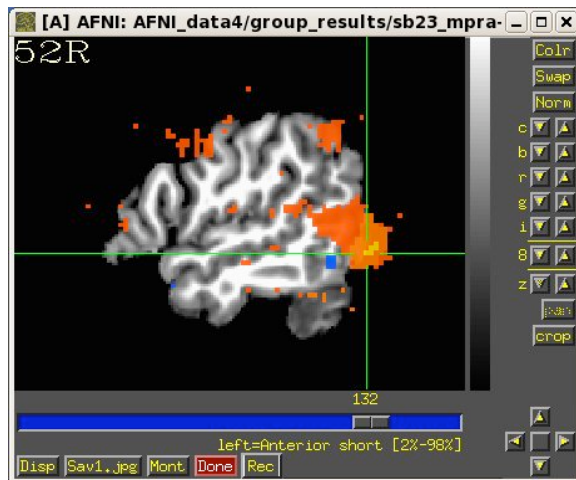 [A] AFNI: AFNI_data4/group_results/sb23_mpra-
52R
Colr
Swap
Norm
c
b
r
g
i
8
z
pan
crop
132
left=Anterior short [2%-98%]
Disp Sav1.jpg Mont Done Rec